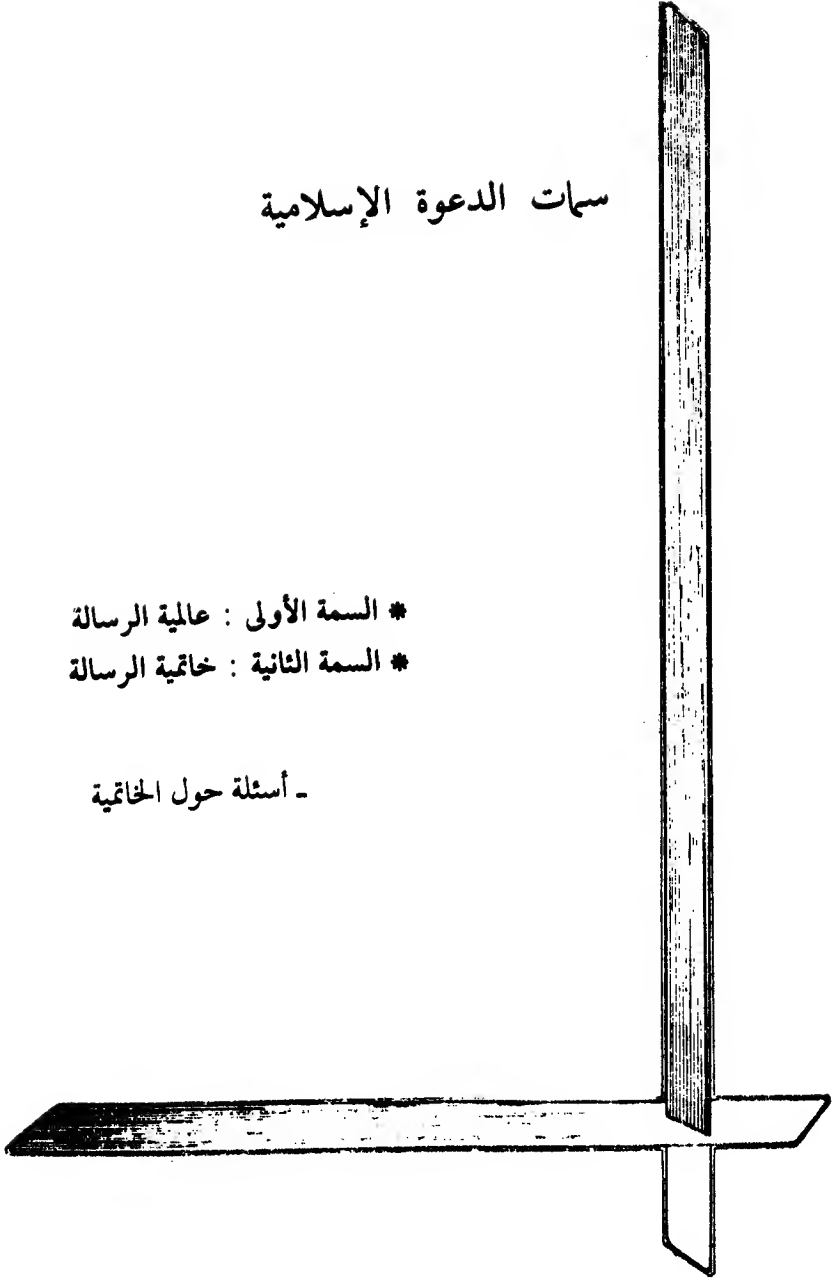 سمات الدعوة الإسلامية
* السمة الأولى : عالمية الرسالة
* السمة الثانية : خاتمية الرسالة
ـ أسئلة حول الخاتمية